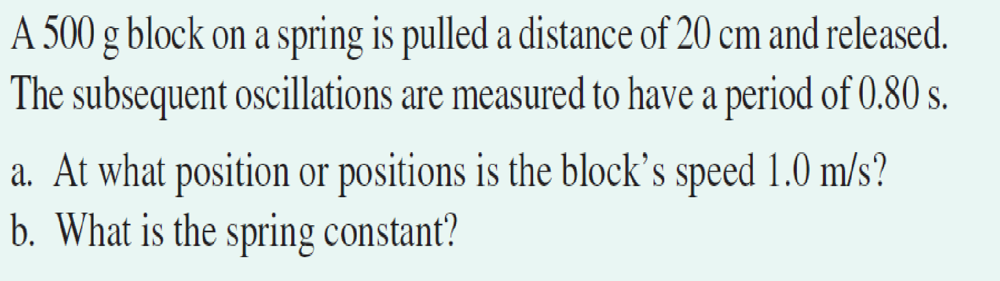 A 500 g block on a spring is pulled a distance of 20 cm and released.
The subsequent oscillations are measured to have a period of 0.80 s.
a. At what position or positions is the block’s speed 1.0 m/s?
b. What is the spring constant?